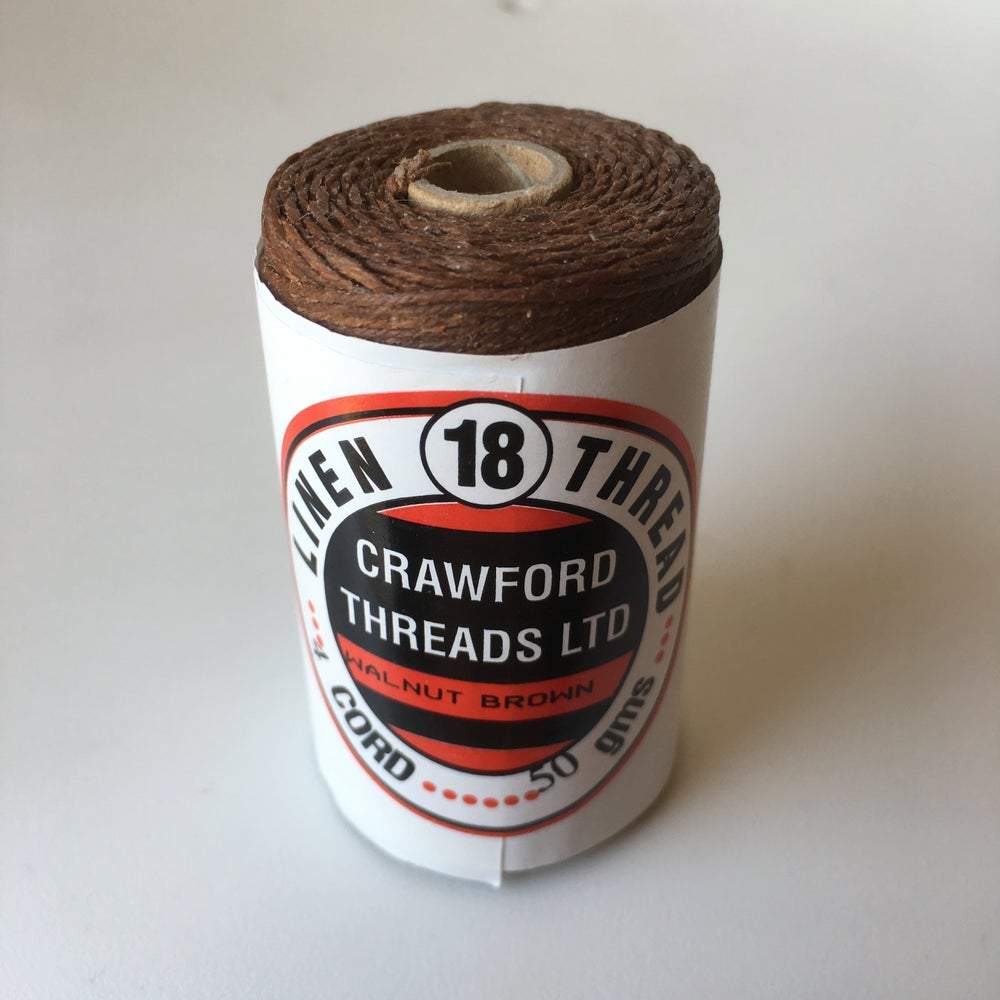 LINEN 18 THREAD
CRAWFORD
THREADS LTD
WALNUT BROWN
4 CORD ...... 50 gms